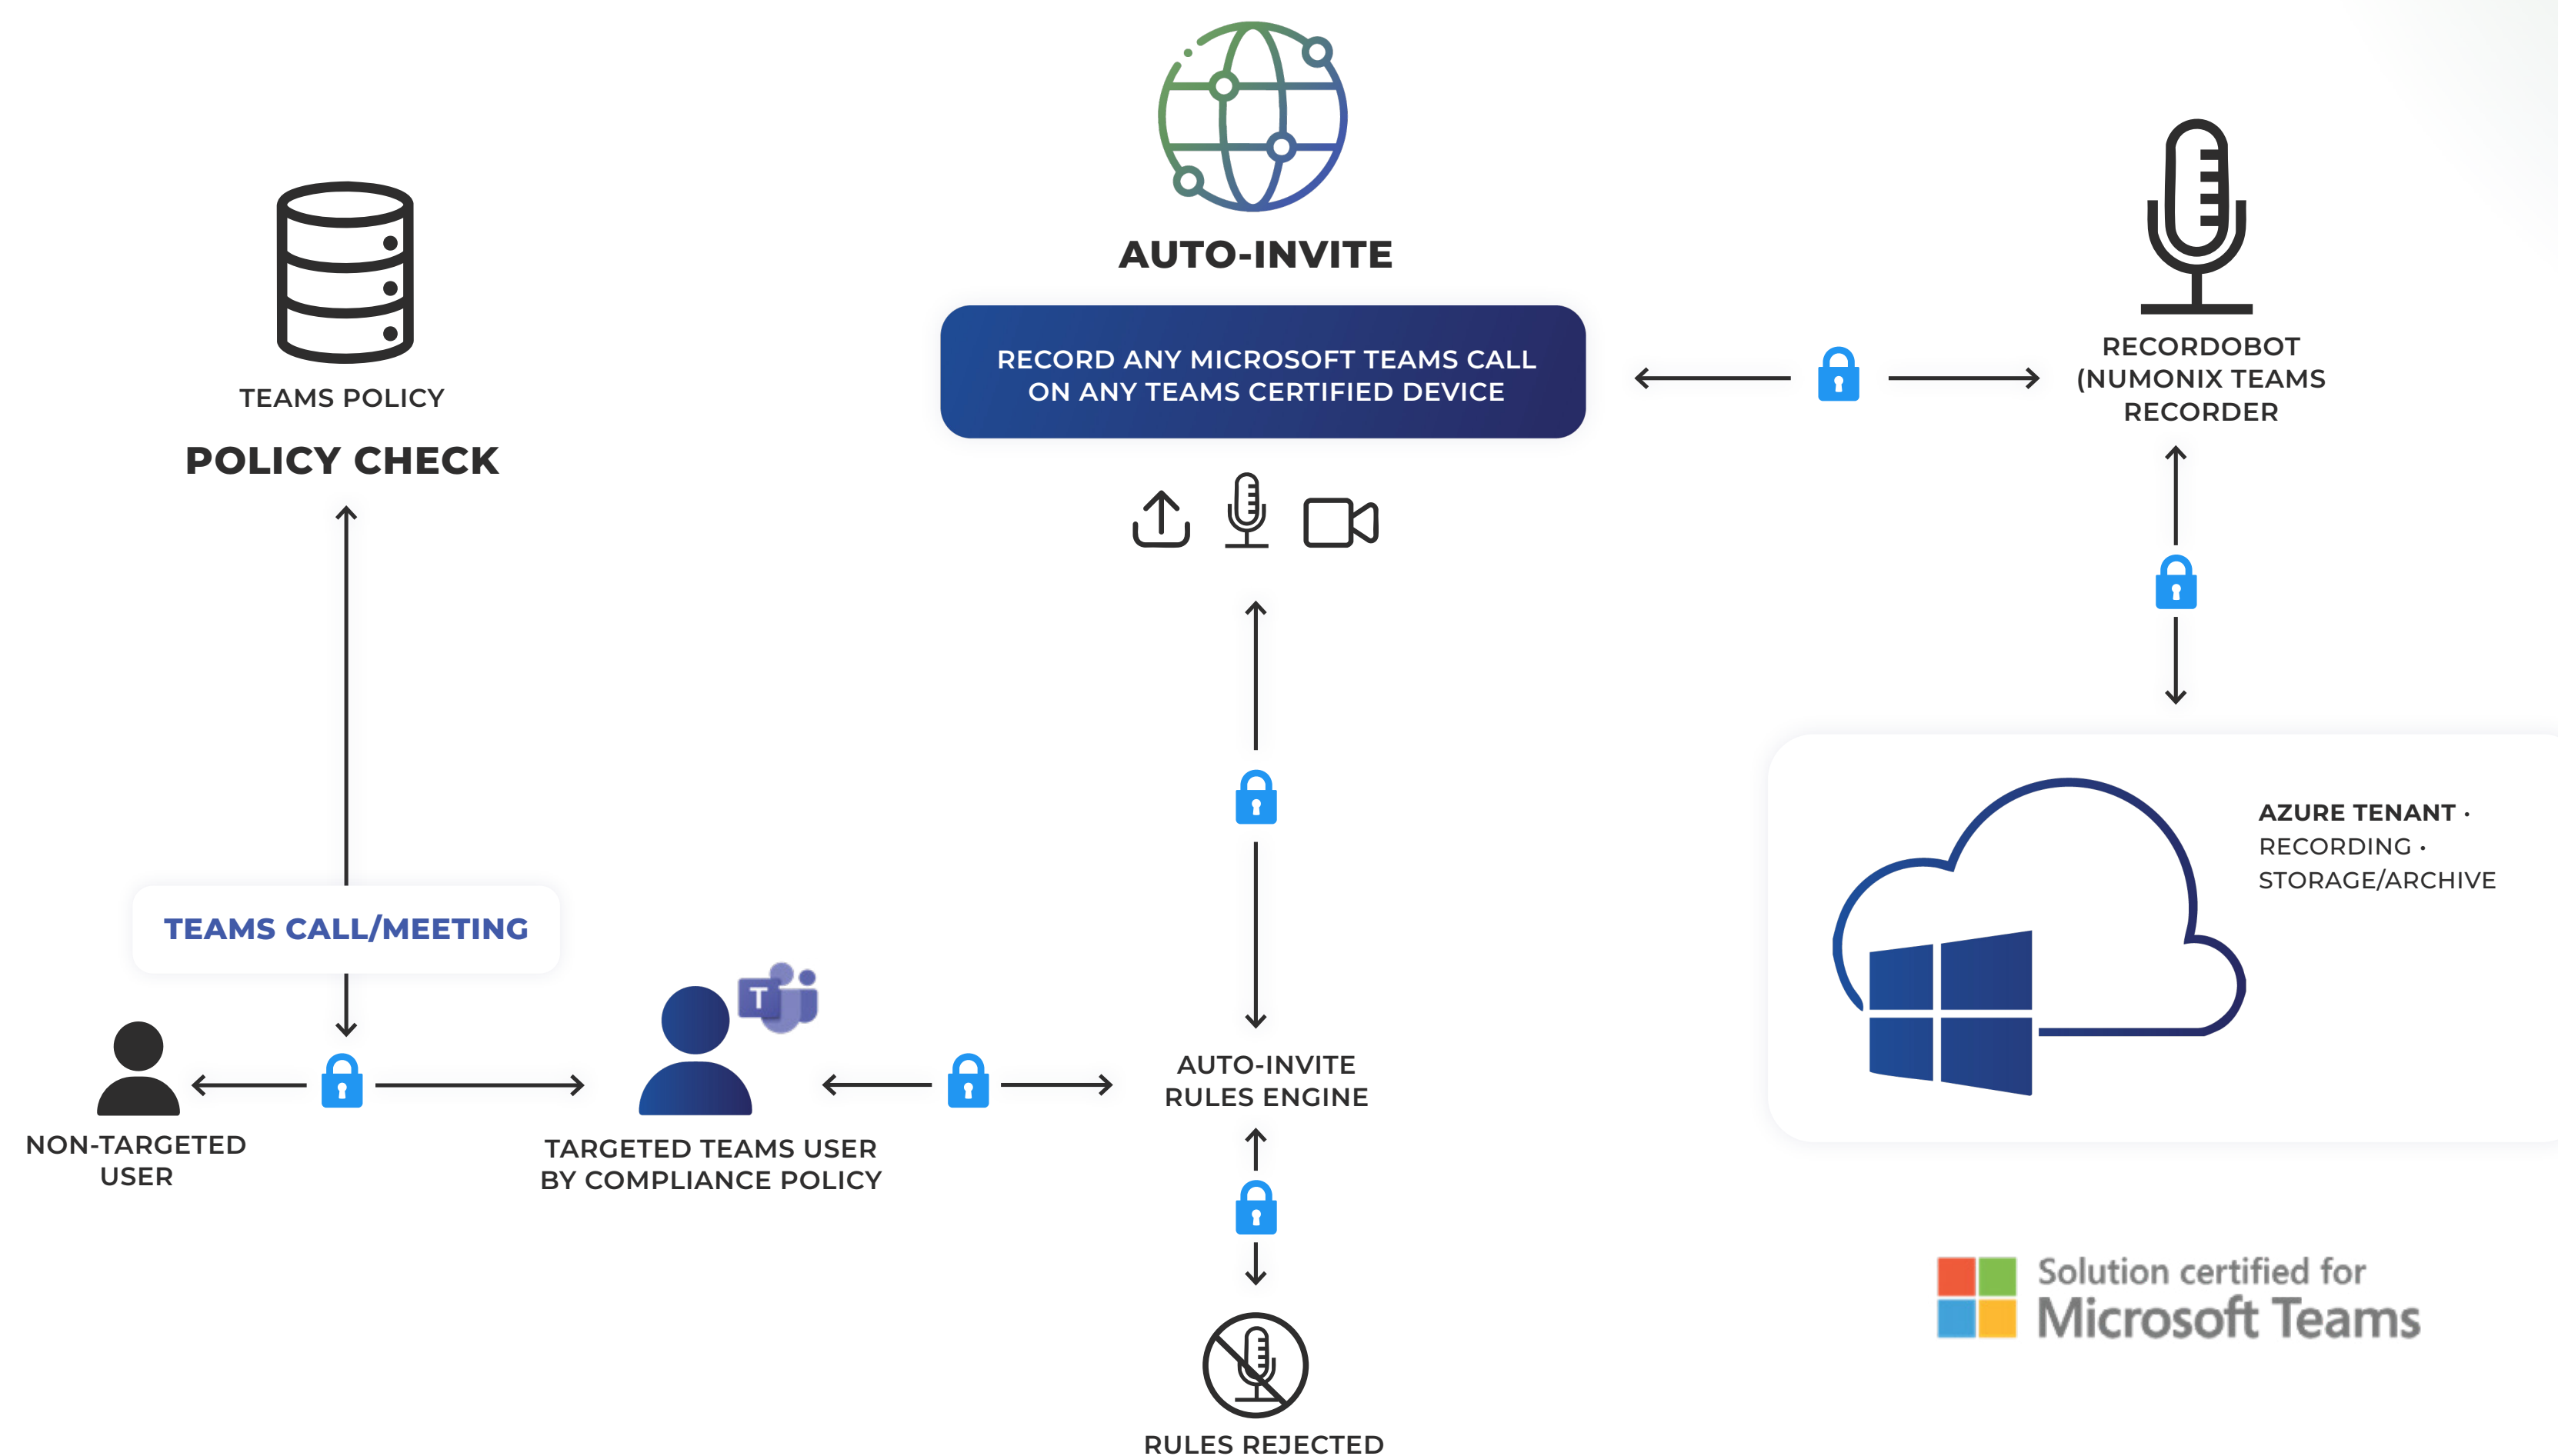 AUTO-INVITE
RECORD ANY MICROSOFT TEAMS CALL
ON ANY TEAMS CERTIFIED DEVICE
TEAMS POLICY
POLICY CHECK
RECORDOBOT
(NUMONIX TEAMS
RECORDER
AZURE TENANT ·
RECORDING ·
STORAGE/ARCHIVE
TEAMS CALL/MEETING
T
NON-TARGETED
USER
TARGETED TEAMS USER
BY COMPLIANCE POLICY
AUTO-INVITE
RULES ENGINE
RULES REJECTED
Solution certified for
Microsoft Teams